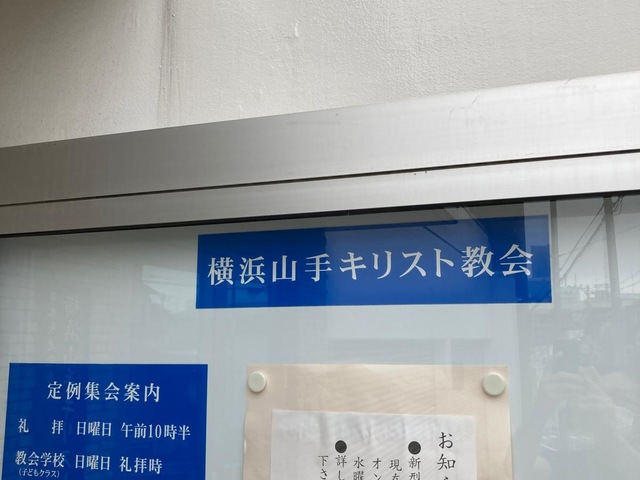 横浜山手キリスト教会
定例集会案内
礼 拝 日曜日 午前10時半
教会学校 日曜日 礼拝時
(子どもクラス)
お知
●新型
現在
オン
水曜
●詳し
下さ